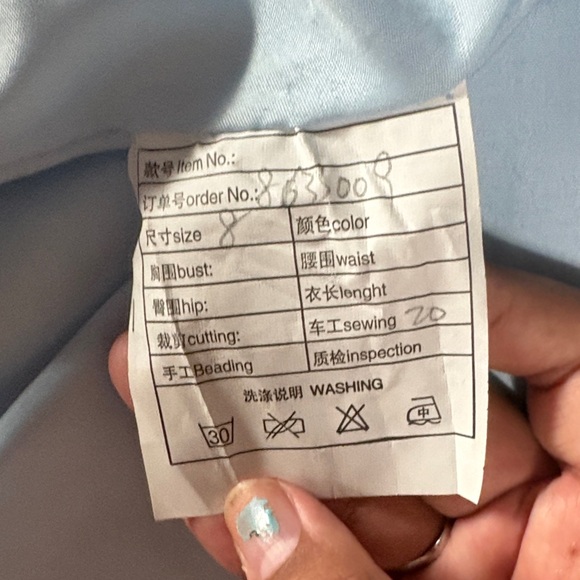 款号Item No.:
订单号order No.: 8633008
尺寸size 8 颜色color
胸围bust: 腰围waist
臀围hip: 衣长lenght
裁剪cutting: 车工sewing 20
手工Beading 质检inspection
洗涤说明 WASHING
30 中